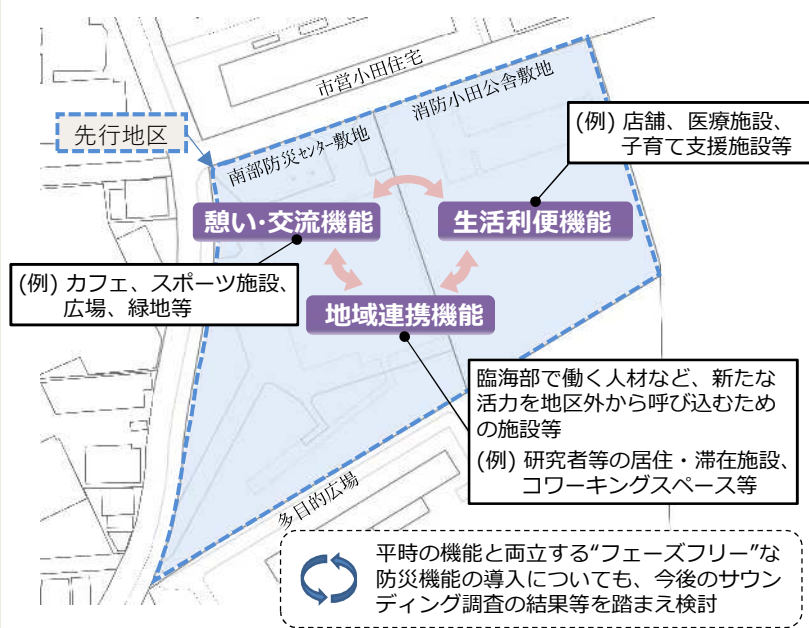 市営小田住宅
消防小田公舎敷地
先行地区
南部防災ｾﾝﾀｰ敷地
(例) 店舗、医療施設、
子育て支援施設等
憩い・交流機能
生活利便機能
(例) カフェ、スポーツ施設、
広場、緑地等
地域連携機能
臨海部で働く人材など、新たな
活力を地区外から呼び込むため
の施設等
(例) 研究者等の居住・滞在施設、
コワーキングスペース等
多目的広場
平時の機能と両立する“フェーズフリー”な
防災機能の導入についても、今後のサウン
ディング調査の結果等を踏まえ検討